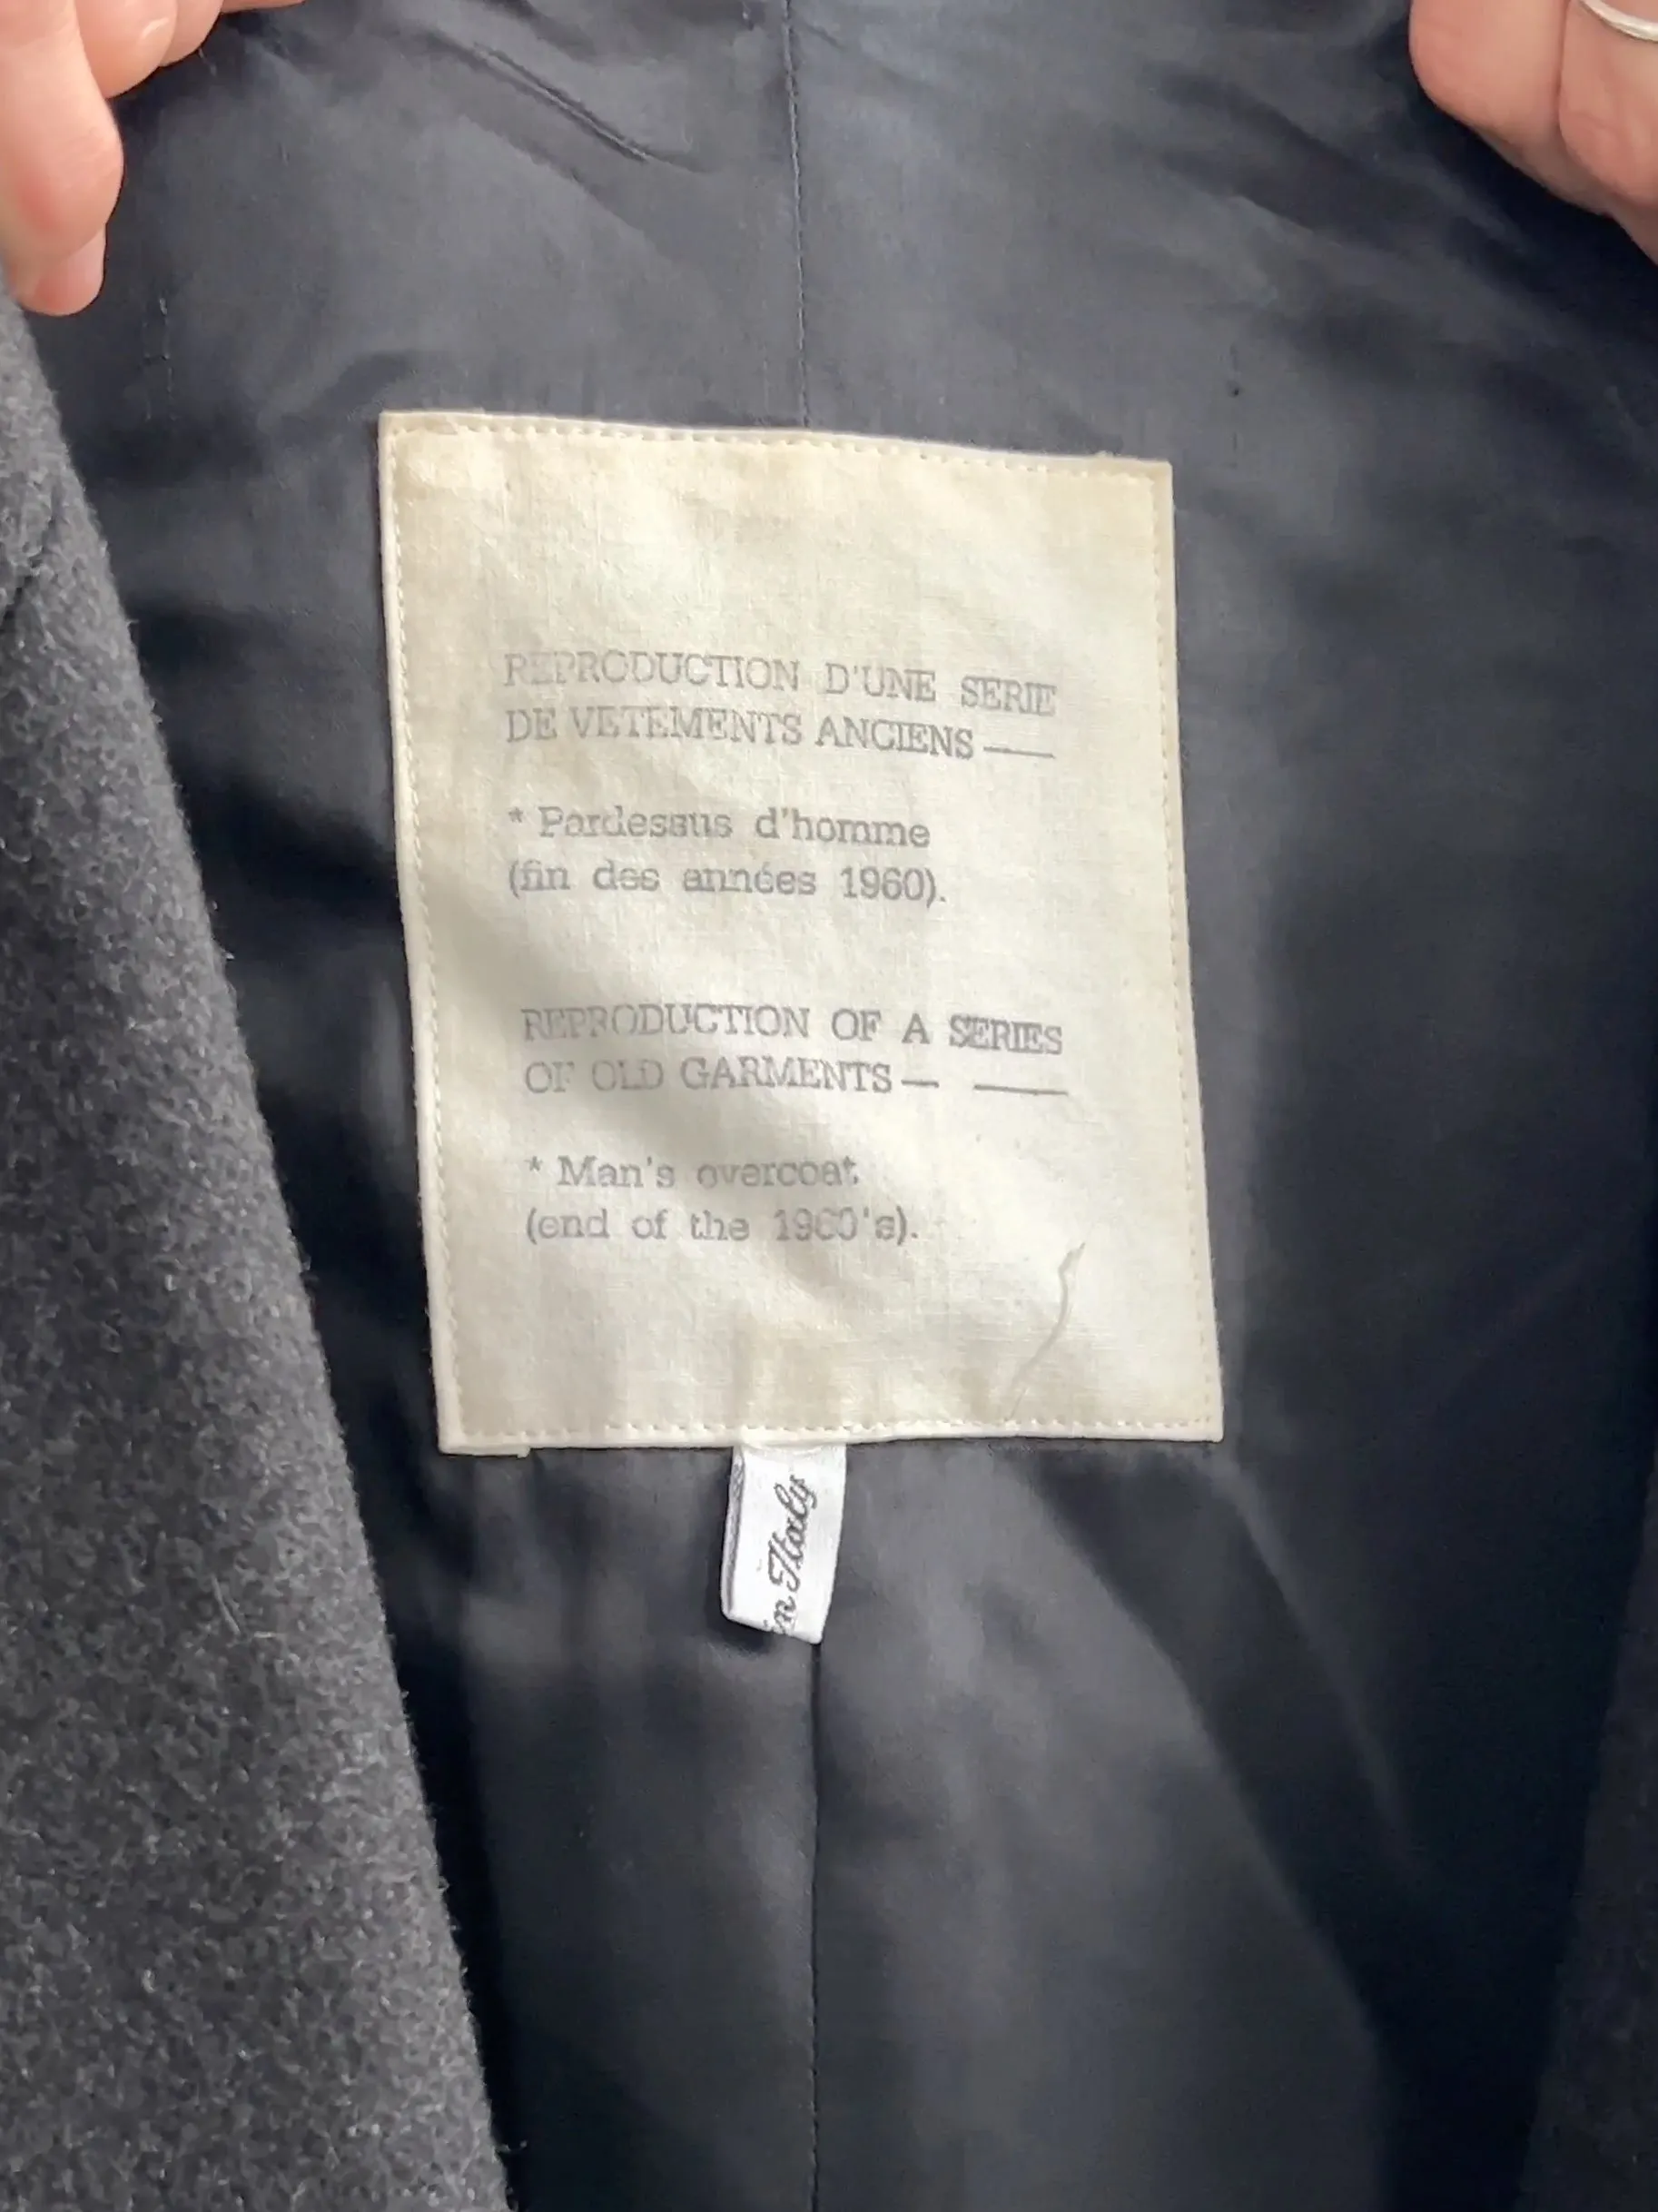 REPRODUCTION D'UNE SERIE
DE VETEMENTS ANCIENS ——
* Pardessus d'homme
(fin des années 1960).
REPRODUCTION OF A SERIES
OF OLD GARMENTS — ——
* Man's overcoat
(end of the 1960's).
in Italy